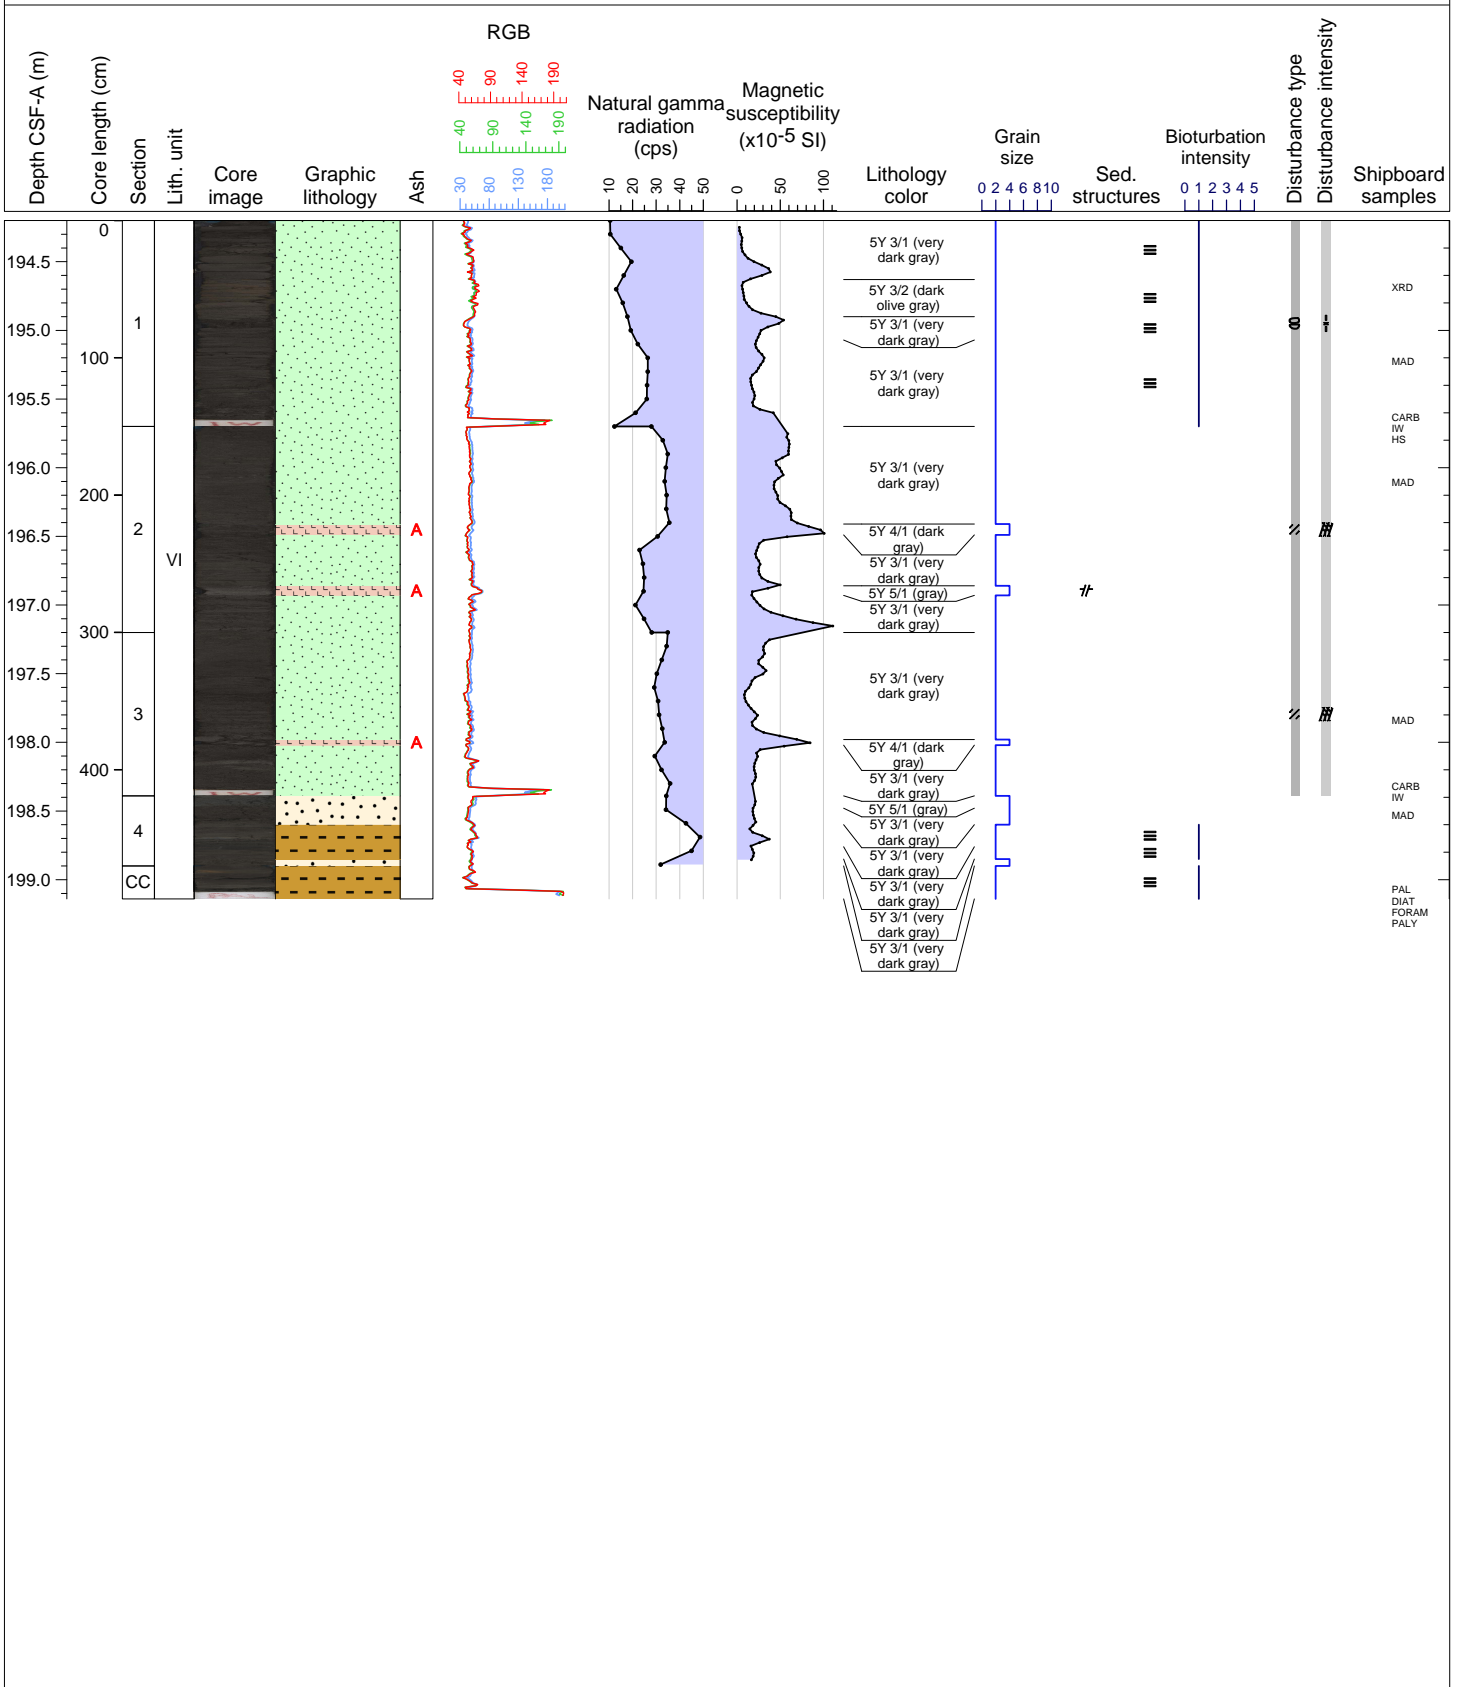 RGB
40 90 140 190
40 90 140 190
30 80 130 180
Depth CSF-A (m)
Core length (cm)
Section
Lith. unit
Core
image
Graphic
lithology
Ash
Natural gamma
radiation
(cps)
10 20 30 40 50
Magnetic
susceptibility
(x10-5 SI)
0 50 100
Lithology
color
Grain
size
0 2 4 6 8 10
Sed.
structures
Bioturbation
intensity
0 1 2 3 4 5
Disturbance type
Disturbance intensity
Shipboard
samples
194.5
195.0
195.5
196.0
196.5
197.0
197.5
198.0
198.5
199.0
0
100
200
300
400
1
2
3
4
CC
VI
A
A
A
5Y 3/1 (very
dark gray)
5Y 3/2 (dark
olive gray)
5Y 3/1 (very
dark gray)
5Y 3/1 (very
dark gray)
5Y 3/1 (very
dark gray)
5Y 4/1 (dark
gray)
5Y 3/1 (very
dark gray)
5Y 5/1 (gray)
5Y 3/1 (very
dark gray)
5Y 3/1 (very
dark gray)
5Y 4/1 (dark
gray)
5Y 3/1 (very
dark gray)
5Y 5/1 (gray)
5Y 3/1 (very
dark gray)
5Y 3/1 (very
dark gray)
5Y 3/1 (very
dark gray)
5Y 3/1 (very
dark gray)
5Y 3/1 (very
dark gray)
XRD
MAD
CARB
IW
HS
MAD
MAD
CARB
IW
MAD
PAL
DIAT
FORAM
PALY